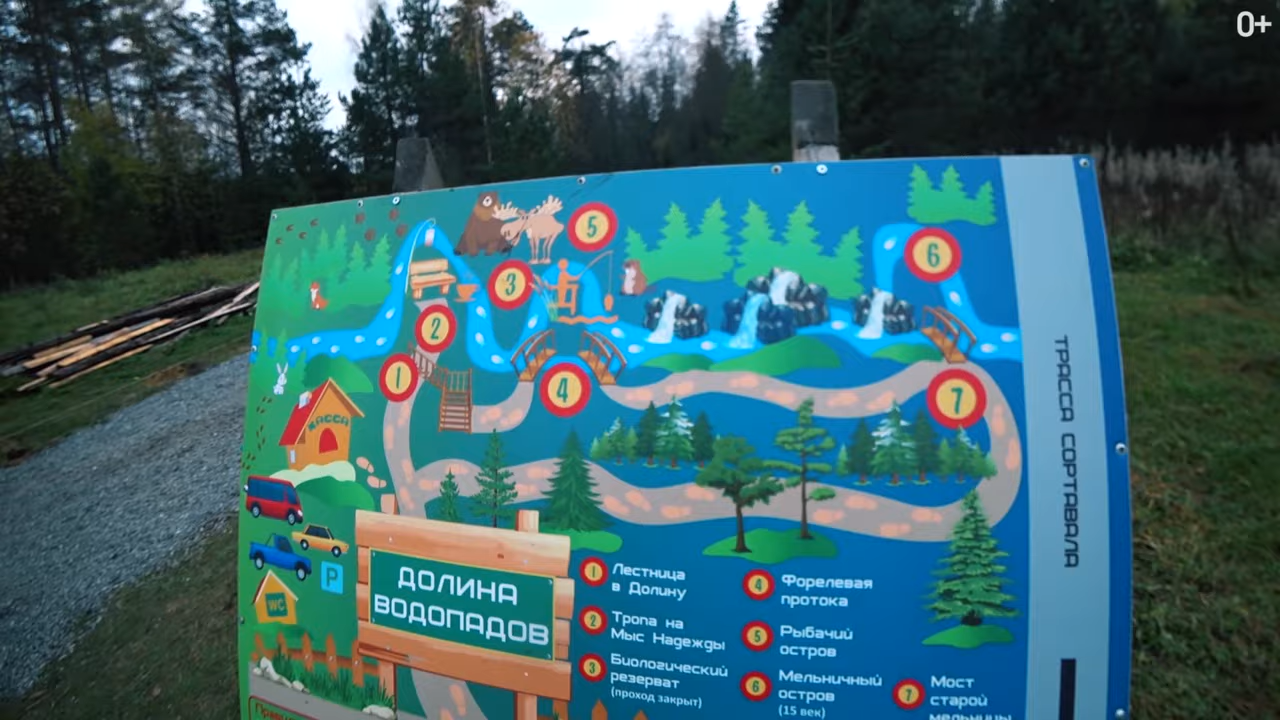 0+
5
6
3
2
1
4
7
КАССА
ТРАССА СОРТАВАЛА
P
WC
ДОЛИНА
ВОДОПАДОВ
1 Лестница
в Долину
2 Тропа на
Мыс Надежды
3 Биологический
резерват
(проход закрыт)
4 Форелевая
протока
5 Рыбачий
остров
6 Мельничный
остров
(15 век)
7 Мост
старой
мельницы